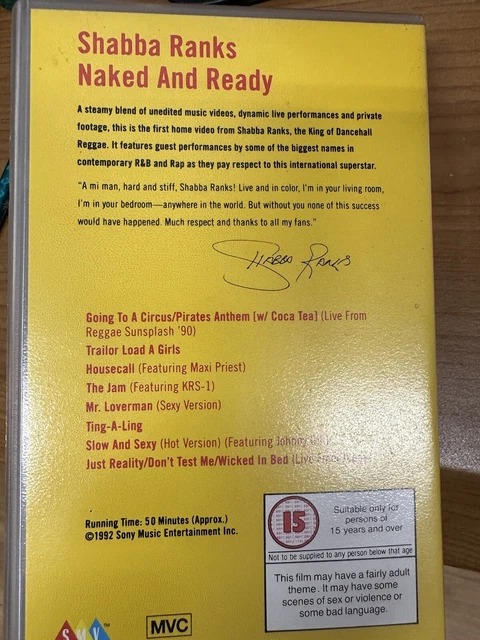 Shabba Ranks
Naked And Ready
A steamy blend of unedited music videos, dynamic live performances and private
footage, this is the first home video from Shabba Ranks, the King of Dancehall
Reggae. It features guest performances by some of the biggest names in
contemporary R&B and Rap as they pay respect to this international superstar.
"A mi man, hard and stiff, Shabba Ranks! Live and in color, I'm in your living room,
I'm in your bedroom—anywhere in the world. But without you none of this success
would have happened. Much respect and thanks to all my fans."
Shabba Ranks
Going To A Circus/Pirates Anthem [w/ Coca Tea] (Live From
Reggae Sunsplash '90)
Trailor Load A Girls
Housecall (Featuring Maxi Priest)
The Jam (Featuring KRS-1)
Mr. Loverman (Sexy Version)
Ting-A-Ling
Slow And Sexy (Hot Version) (Featuring Johnny
Just Reality/Don't Test Me/Wicked In Bed (Live From
Running Time: 50 Minutes (Approx.)
©1992 Sony Music Entertainment Inc.
15
Suitable only for
persons of
15 years and over
Not to be supplied to any person below that age
This film may have a fairly adult
theme. It may have some
scenes of sex or violence or
some bad language.
SMV
MVC